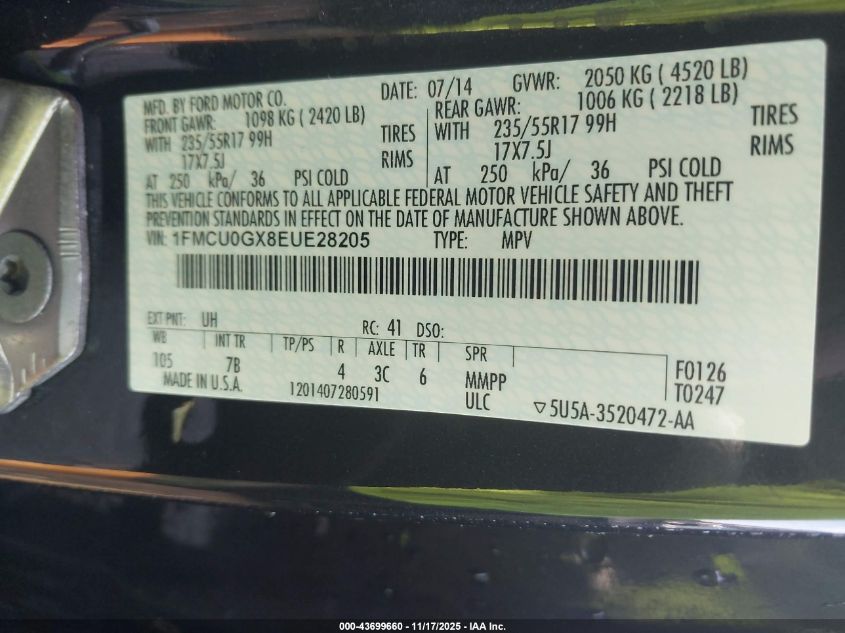 MFD. BY FORD MOTOR CO.
DATE: 07/14
GVWR: 2050 KG ( 4520 LB)
FRONT GAWR: 1098 KG ( 2420 LB)
REAR GAWR: 1006 KG ( 2218 LB)
WITH 235/55R17 99H TIRES
WITH 235/55R17 99H TIRES
17X7.5J RIMS
17X7.5J RIMS
AT 250 kPa/ 36 PSI COLD
AT 250 kPa/ 36 PSI COLD
THIS VEHICLE CONFORMS TO ALL APPLICABLE FEDERAL MOTOR VEHICLE SAFETY AND THEFT
PREVENTION STANDARDS IN EFFECT ON THE DATE OF MANUFACTURE SHOWN ABOVE.
VIN: 1FMCU0GX8EUE28205 TYPE: MPV
EXT PNT: UH RC: 41 DSO:
WB INT TR TP/PS R AXLE TR SPR
105 7B 4 3C 6 MMPP F0126
MADE IN U.S.A. 1201407280591 ULC T0247
▽5U5A-3520472-AA
000-43699660 - 11/17/2025 - IAA Inc.